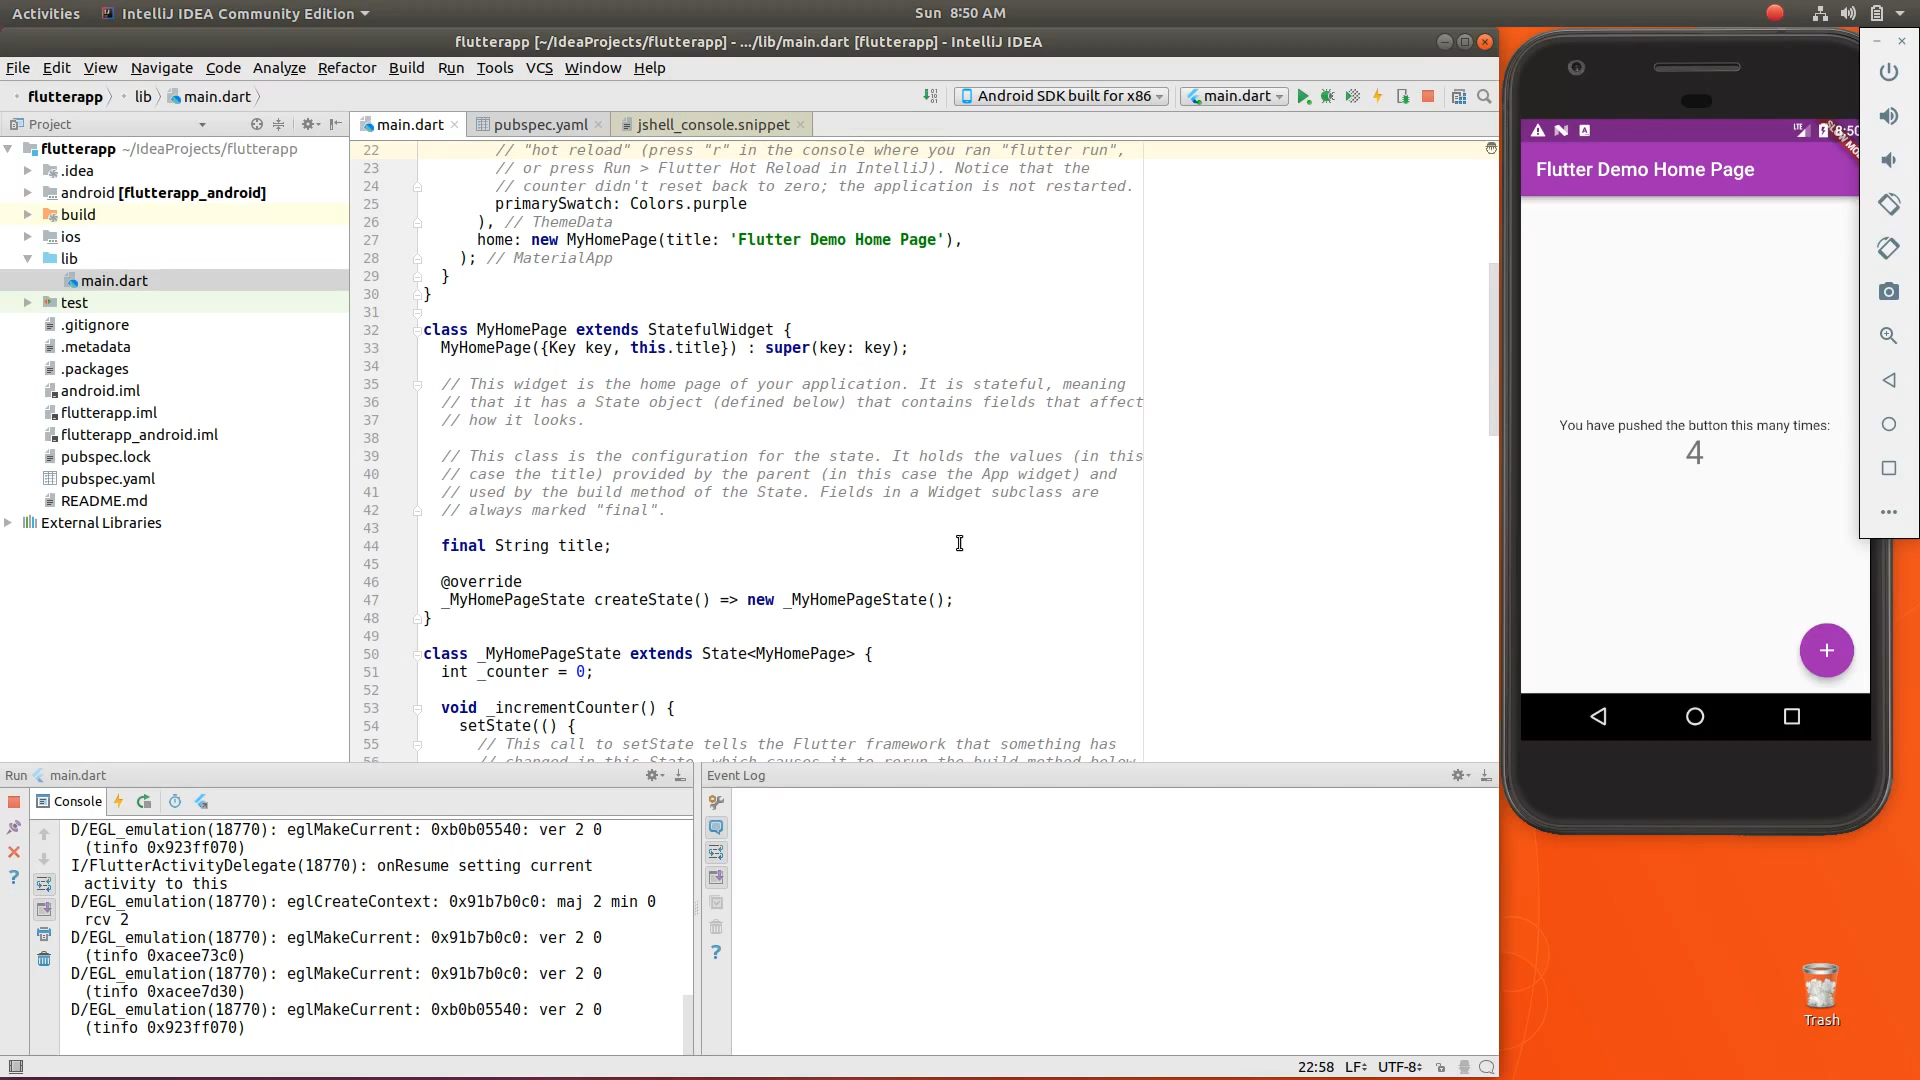 Activities IntelliJ IDEA Community Edition Sun 8:50 AM
flutterapp [~/IdeaProjects/flutterapp] - .../lib/main.dart [flutterapp] - IntelliJ IDEA
File Edit View Navigate Code Analyze Refactor Build Run Tools VCS Window Help
flutterapp lib main.dart Android SDK built for x86 main.dart
Project
flutterapp ~/IdeaProjects/flutterapp
.idea
android [flutterapp_android]
build
ios
lib
main.dart
test
.gitignore
.metadata
.packages
android.iml
flutterapp.iml
flutterapp_android.iml
pubspec.lock
pubspec.yaml
README.md
External Libraries
main.dart pubspec.yaml jshell_console.snippet
22 // "hot reload" (press "r" in the console where you ran "flutter run",
23 // or press Run > Flutter Hot Reload in IntelliJ). Notice that the
24 // counter didn't reset back to zero; the application is not restarted.
25 primarySwatch: Colors.purple
26 ), // ThemeData
27 home: new MyHomePage(title: 'Flutter Demo Home Page'),
28 ); // MaterialApp
29 }
30 }
31
32 class MyHomePage extends StatefulWidget {
33 MyHomePage({Key key, this.title}) : super(key: key);
34
35 // This widget is the home page of your application. It is stateful, meaning
36 // that it has a State object (defined below) that contains fields that affect
37 // how it looks.
38
39 // This class is the configuration for the state. It holds the values (in this
40 // case the title) provided by the parent (in this case the App widget) and
41 // used by the build method of the State. Fields in a Widget subclass are
42 // always marked "final".
43
44 final String title;
45
46 @override
47 _MyHomePageState createState() => new _MyHomePageState();
48 }
49
50 class _MyHomePageState extends State<MyHomePage> {
51 int _counter = 0;
52
53 void _incrementCounter() {
54 setState(() {
55 // This call to setState tells the Flutter framework that something has
56 // changed in this State, which causes it to rerun the build method below
Run main.dart
Console
D/EGL_emulation(18770): eglMakeCurrent: 0xb0b05540: ver 2 0
(tinfo 0x923ff070)
I/FlutterActivityDelegate(18770): onResume setting current
activity to this
D/EGL_emulation(18770): eglCreateContext: 0x91b7b0c0: maj 2 min 0
rcv 2
D/EGL_emulation(18770): eglMakeCurrent: 0x91b7b0c0: ver 2 0
(tinfo 0xacee73c0)
D/EGL_emulation(18770): eglMakeCurrent: 0x91b7b0c0: ver 2 0
(tinfo 0xacee7d30)
D/EGL_emulation(18770): eglMakeCurrent: 0xb0b05540: ver 2 0
(tinfo 0x923ff070)
Event Log
22:58 LF UTF-8
LTE 8:50
SLOW MO
Flutter Demo Home Page
You have pushed the button this many times:
4
+
Trash